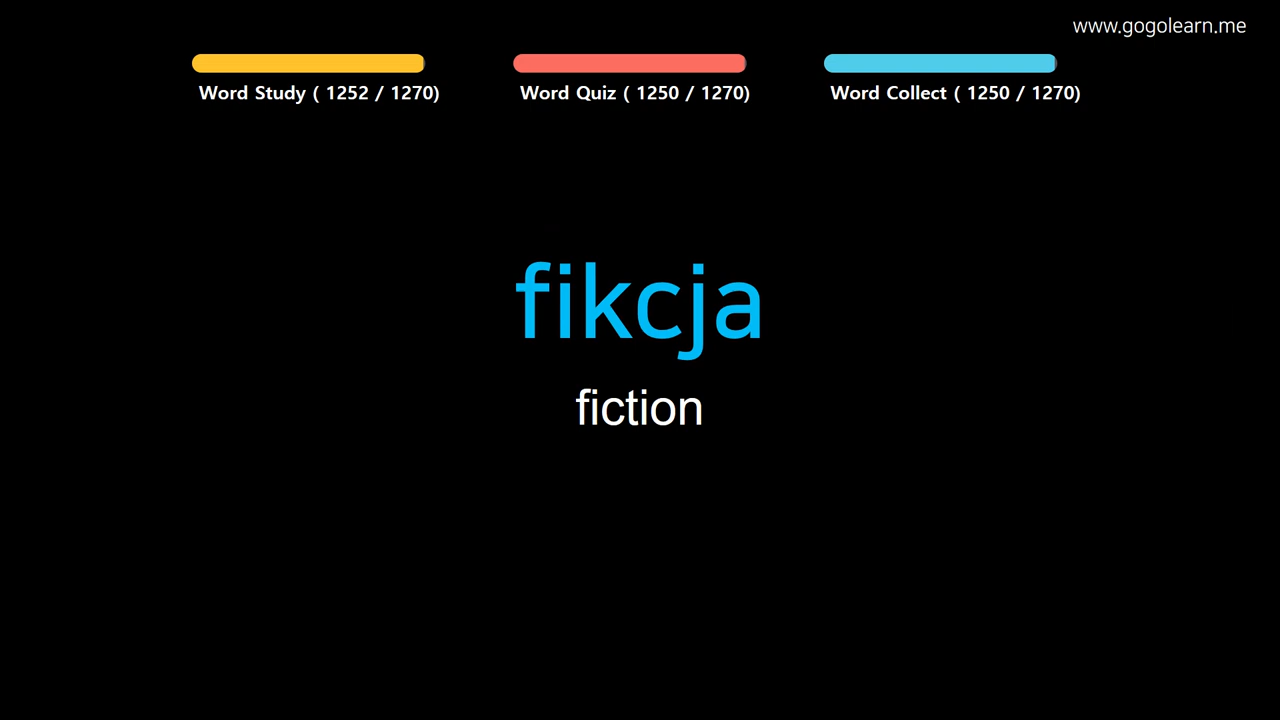 www.gogolearn.me
Word Study ( 1252 / 1270)
Word Quiz ( 1250 / 1270)
Word Collect ( 1250 / 1270)
fikcja
fiction